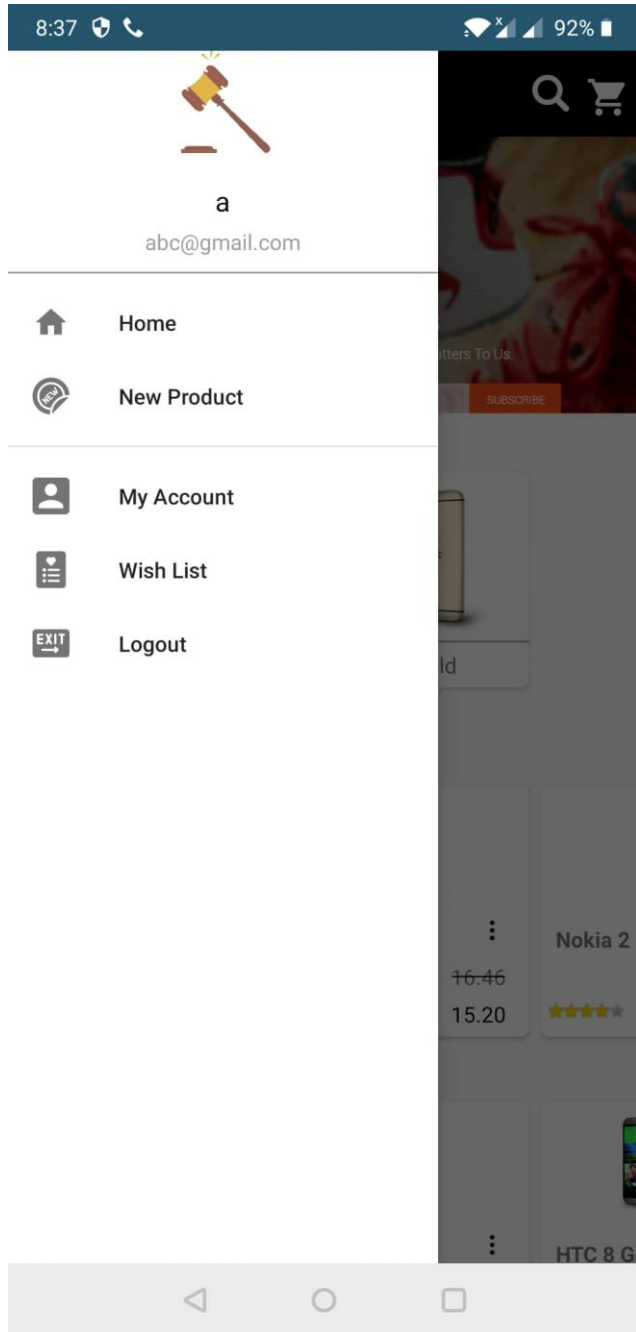 8:37
92%
a
abc@gmail.com
Home
NEW
New Product
SUBSCRIBE
My Account
Wish List
EXIT
Logout
ld
Nokia 2
16.46
15.20
HTC 8 G